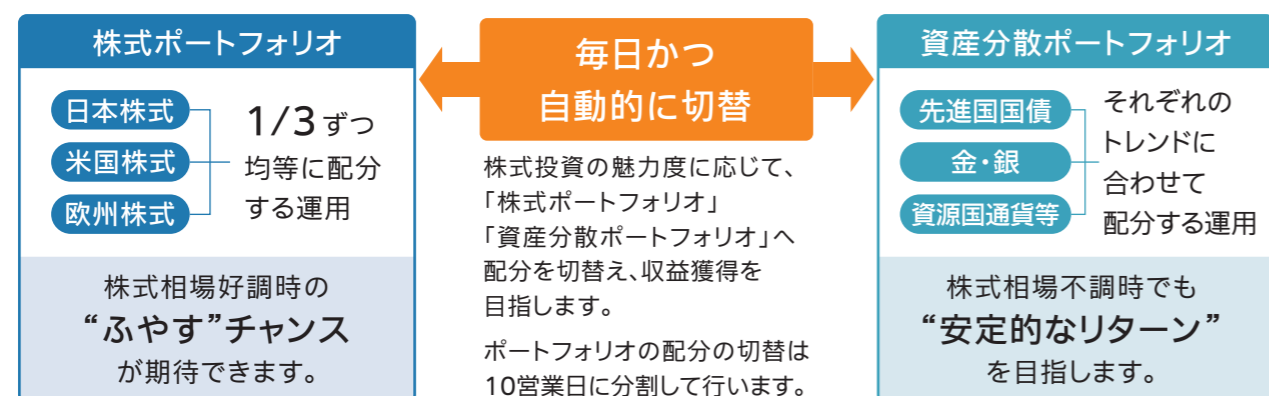 株式ポートフォリオ
日本株式
米国株式
欧州株式
1/3ずつ
均等に配分
する運用
株式相場好調時の
“ふやす”チャンス
が期待できます。
毎日かつ
自動的に切替
株式投資の魅力度に応じて、
「株式ポートフォリオ」
「資産分散ポートフォリオ」へ
配分を切替え、収益獲得を
目指します。
ポートフォリオの配分の切替は
10営業日に分割して行います。
資産分散ポートフォリオ
先進国国債
金・銀
資源国通貨等
それぞれの
トレンドに
合わせて
配分する運用
株式相場不調時でも
“安定的なリターン”
を目指します。